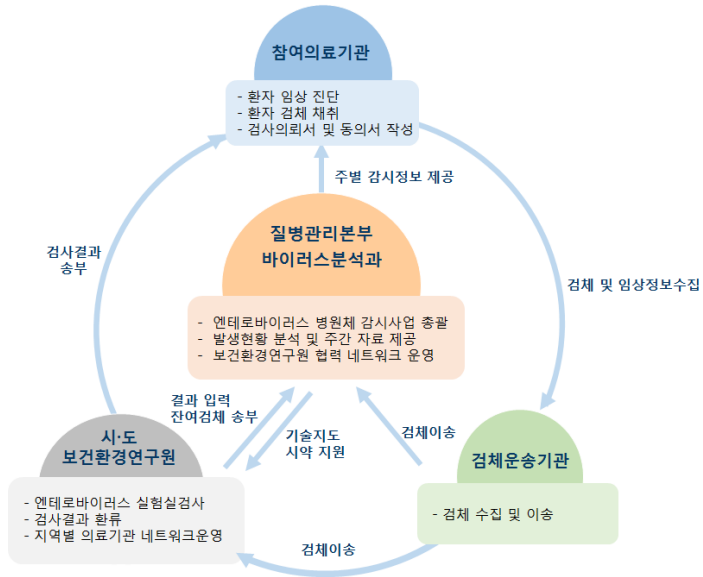 참여의료기관
- 환자 임상 진단
- 환자 검체 채취
- 검사의뢰서 및 동의서 작성
주별 감시정보 제공
질병관리본부
바이러스분석과
검사결과
송부
검체 및 임상정보수집
- 엔테로바이러스 병원체 감시사업 총괄
- 발생현황 분석 및 주간 자료 제공
- 보건환경연구원 협력 네트워크 운영
결과 입력
잔여검체 송부
기술지도
시약 지원
검체이송
시·도
보건환경연구원
검체운송기관
- 엔테로바이러스 실험실검사
- 검사결과 환류
- 지역별 의료기관 네트워크운영
- 검체 수집 및 이송
검체이송